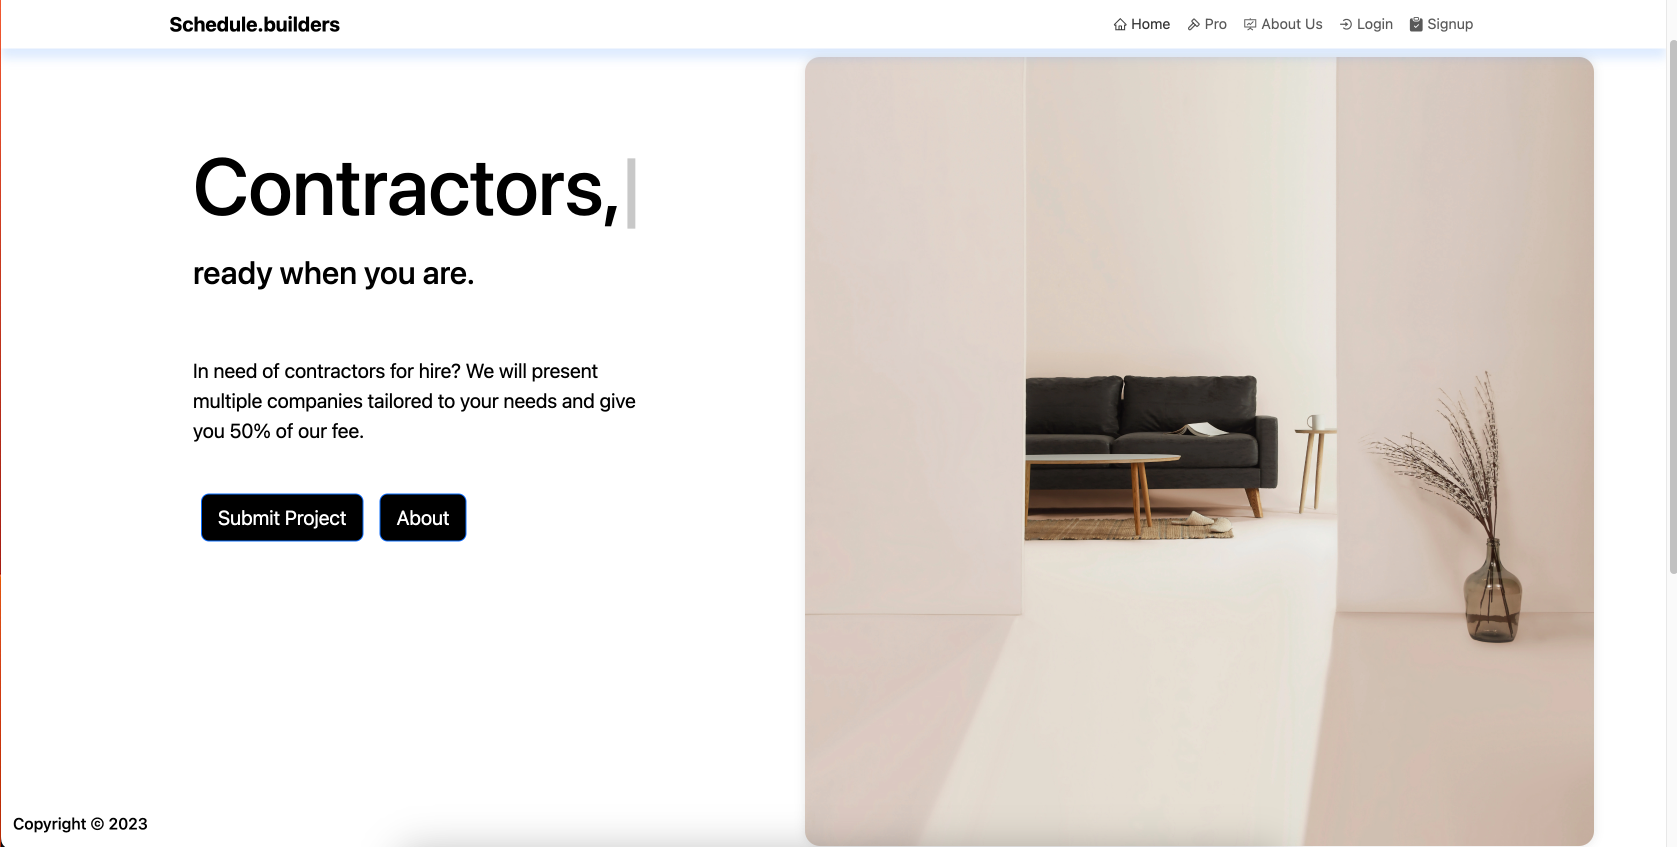 Schedule.builders
Home Pro About Us Login Signup
Contractors,
ready when you are.
In need of contractors for hire? We will present
multiple companies tailored to your needs and give
you 50% of our fee.
Submit Project About
Copyright © 2023